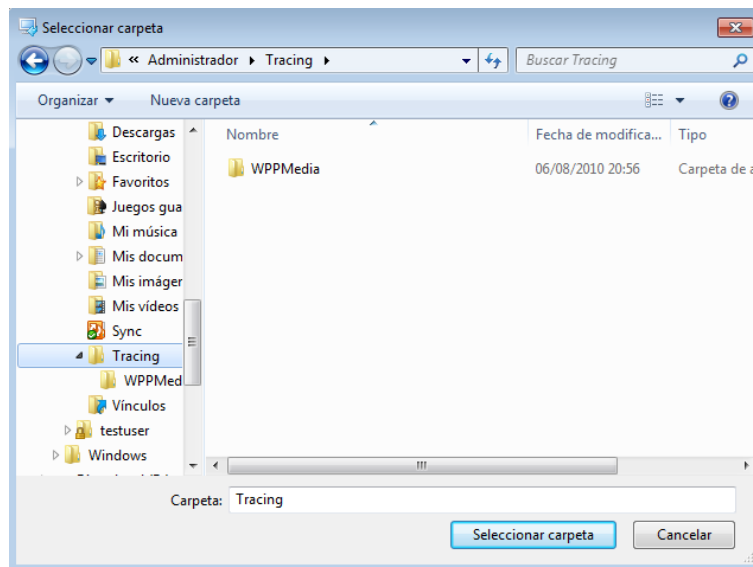 Seleccionar carpeta
« Administrador Tracing
Buscar Tracing
Organizar
Nueva carpeta
Descargas
Escritorio
Favoritos
Juegos gua
Mi música
Mis docum
Mis imáger
Mis vídeos
Sync
Tracing
WPPMed
Vínculos
testuser
Windows
Nombre
Fecha de modifica...
Tipo
WPPMedia
06/08/2010 20:56
Carpeta de a
Carpeta:
Tracing
Seleccionar carpeta
Cancelar